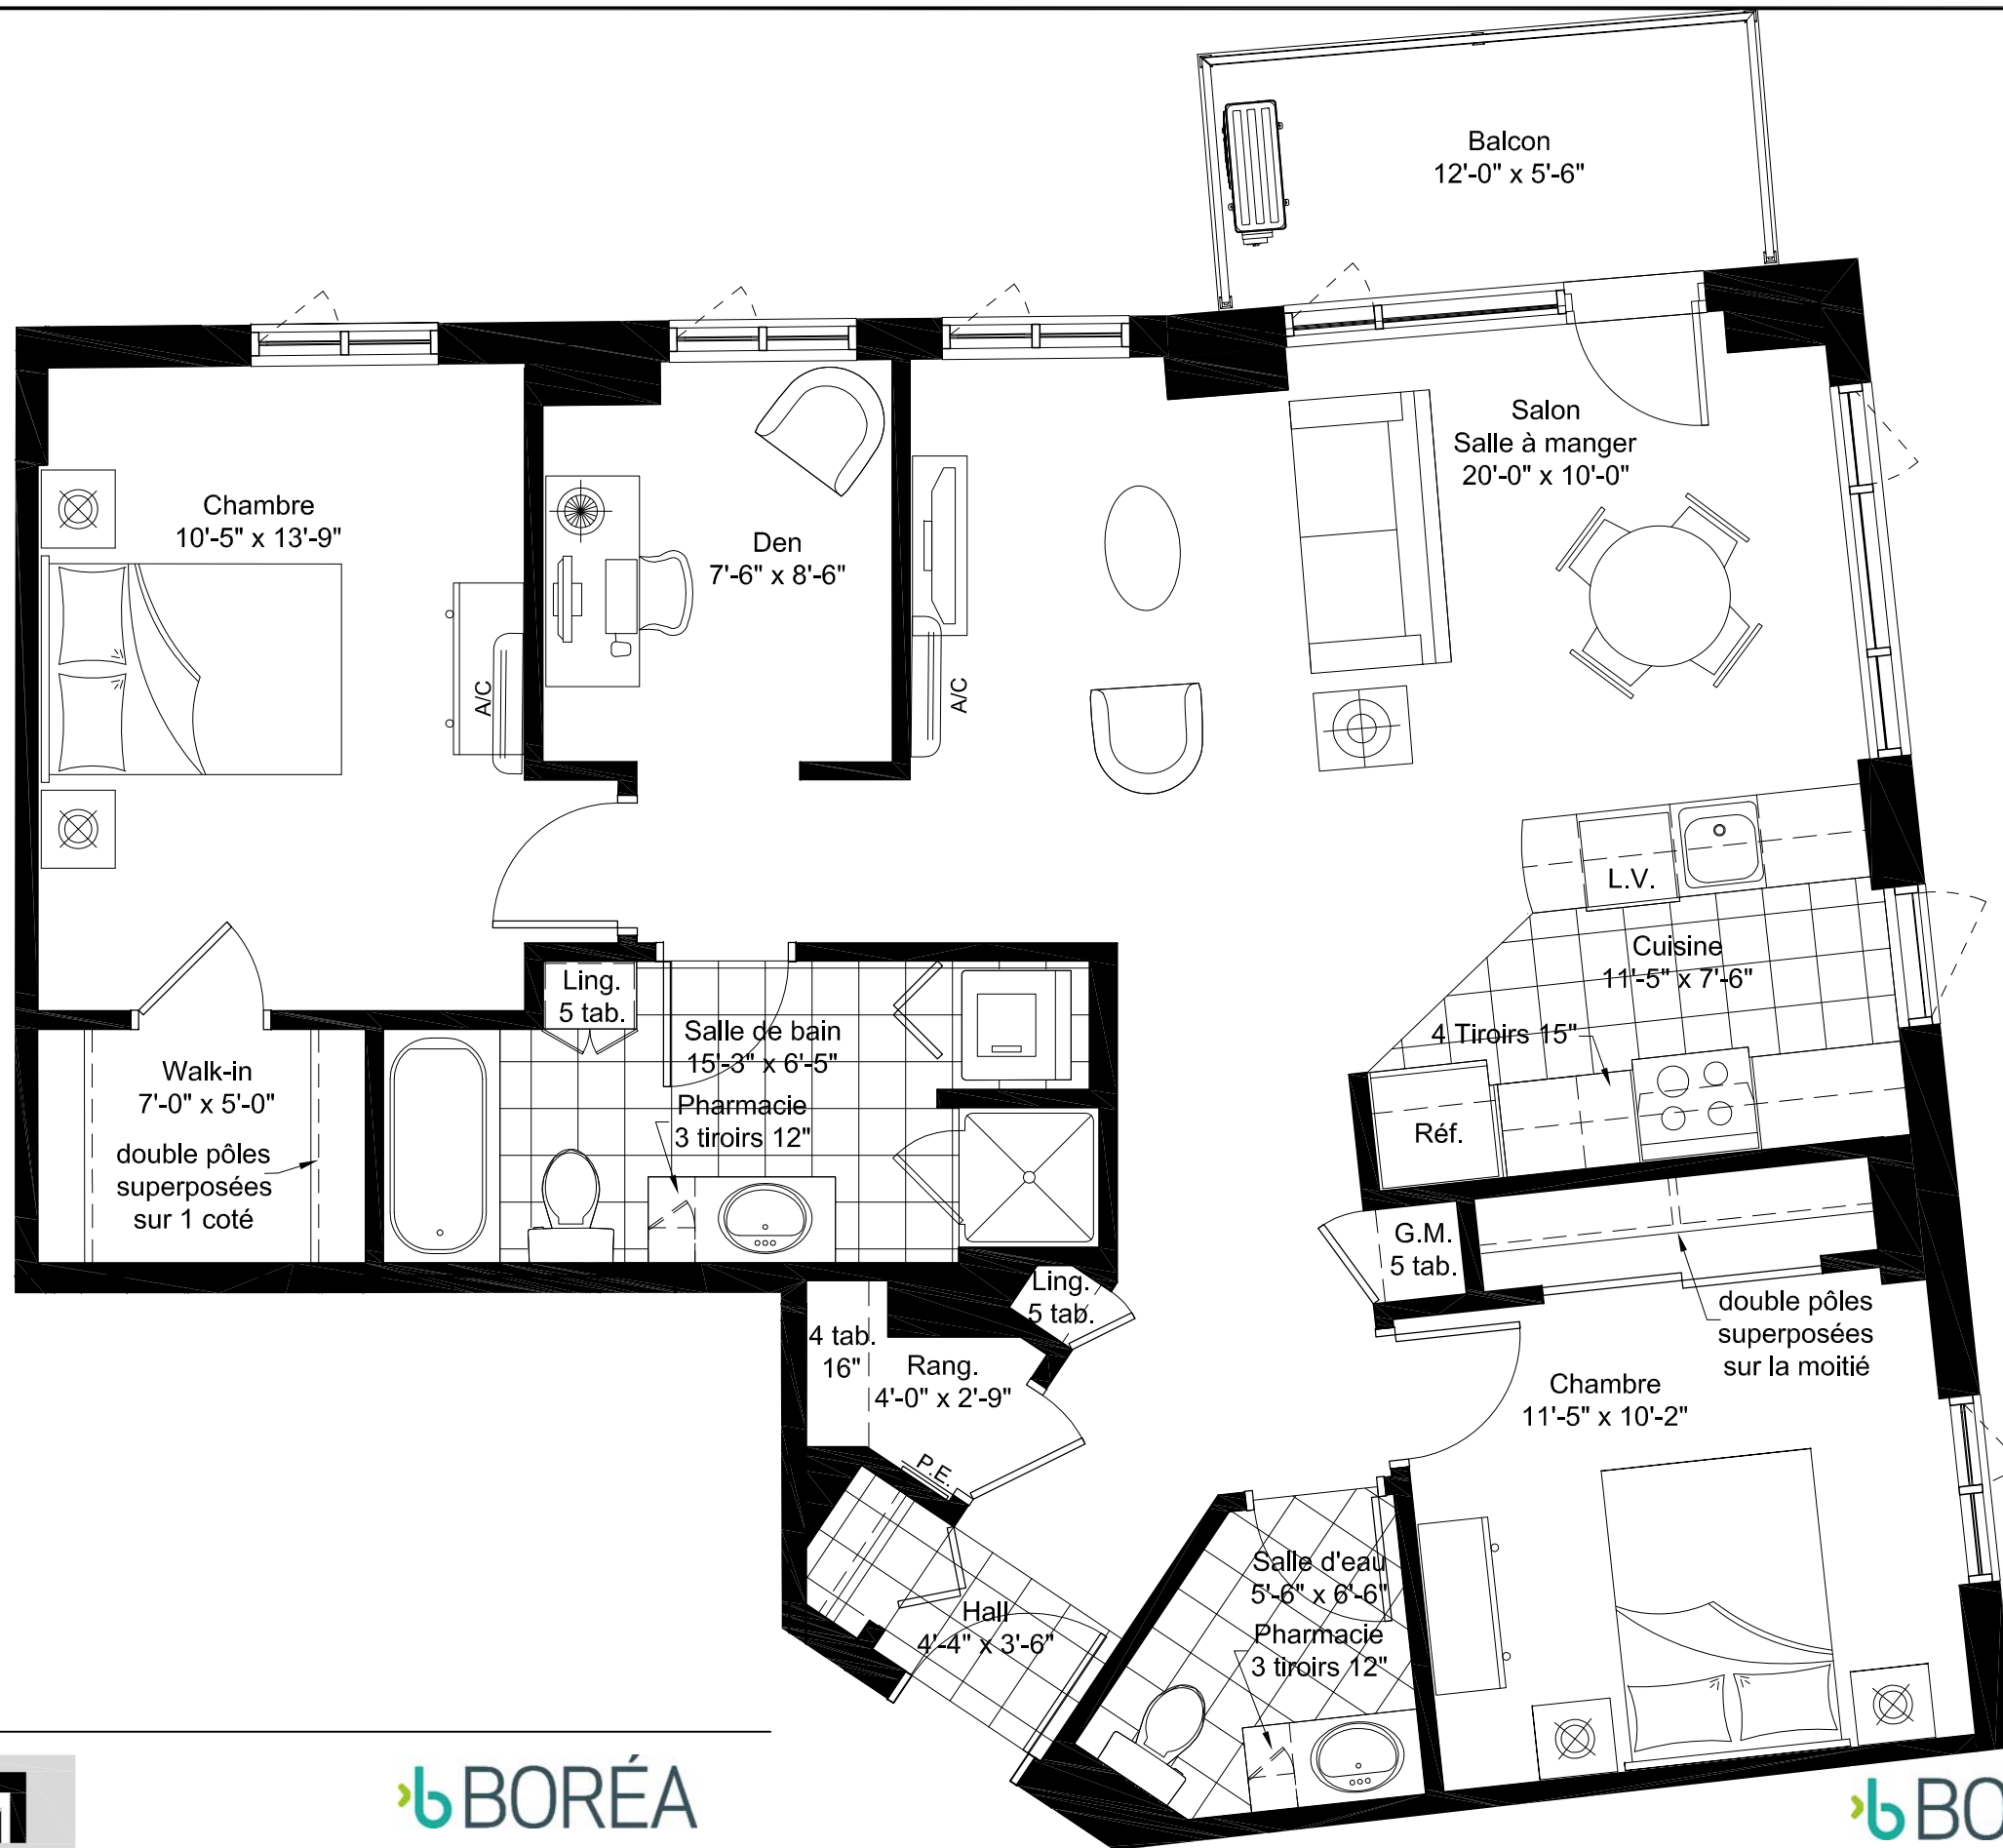 Balcon
12'-0" x 5'-6"
Salon
Salle à manger
20'-0" x 10'-0"
Chambre
10'-5" x 13'-9"
Den
7'-6" x 8'-6"
A/C
A/C
L.V.
Cuisine
11'-5" x 7'-6"
4 Tiroirs 15"
Réf.
Ling.
5 tab.
Salle de bain
15'-3" x 6'-5"
Pharmacie
3 tiroirs 12"
Walk-in
7'-0" x 5'-0"
double pôles
superposées
sur 1 coté
G.M.
5 tab.
Ling.
5 tab.
double pôles
superposées
sur la moitié
4 tab.
16"
Rang.
4'-0" x 2'-9"
Chambre
11'-5" x 10'-2"
P.E.
Salle d'eau
5'-6" x 6'-6"
Hall
4'-4" x 3'-6"
Pharmacie
3 tiroirs 12"
b BORÉA
b BO